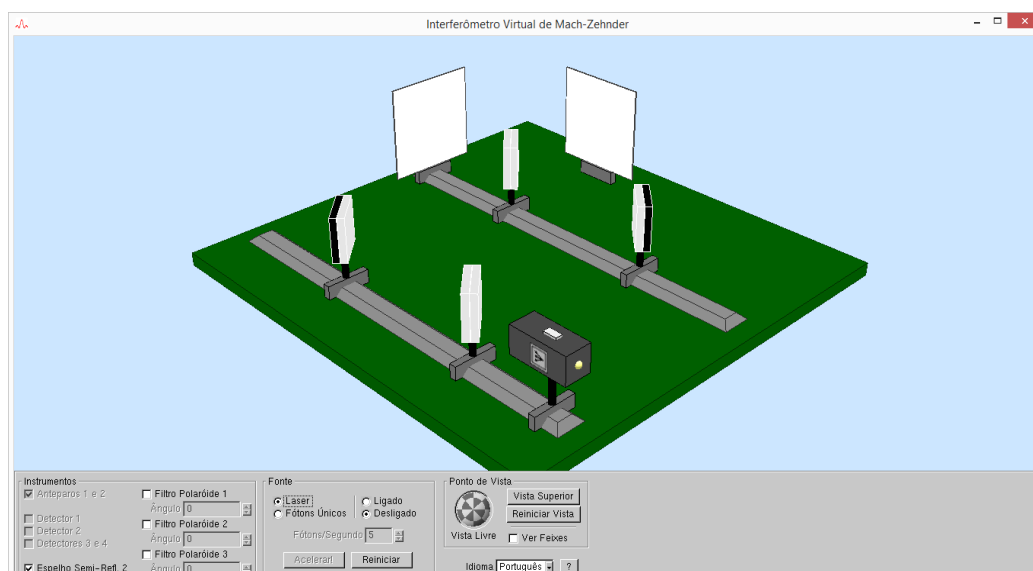 Interferômetro Virtual de Mach-Zehnder
Instrumentos
Anteparos 1 e 2
Detector 1
Detector 2
Detectores 3 e 4
Espelho Semi-Refl. 2
Filtro Polaróide 1
Ângulo 0
Filtro Polaróide 2
Ângulo 0
Filtro Polaróide 3
Ângulo 0
Fonte
Laser
Fótons Únicos
Ligado
Desligado
Fótons/Segundo 5
Acelerar!
Reiniciar
Ponto de Vista
Vista Livre
Vista Superior
Reiniciar Vista
Ver Feixes
Idioma Português ?